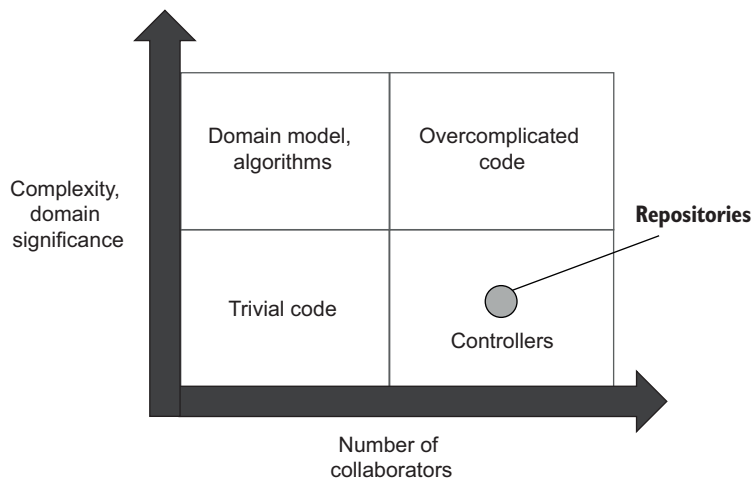 Domain model,
algorithms
Overcomplicated
code
Complexity,
domain
significance
Repositories
Trivial code
Controllers
Number of
collaborators